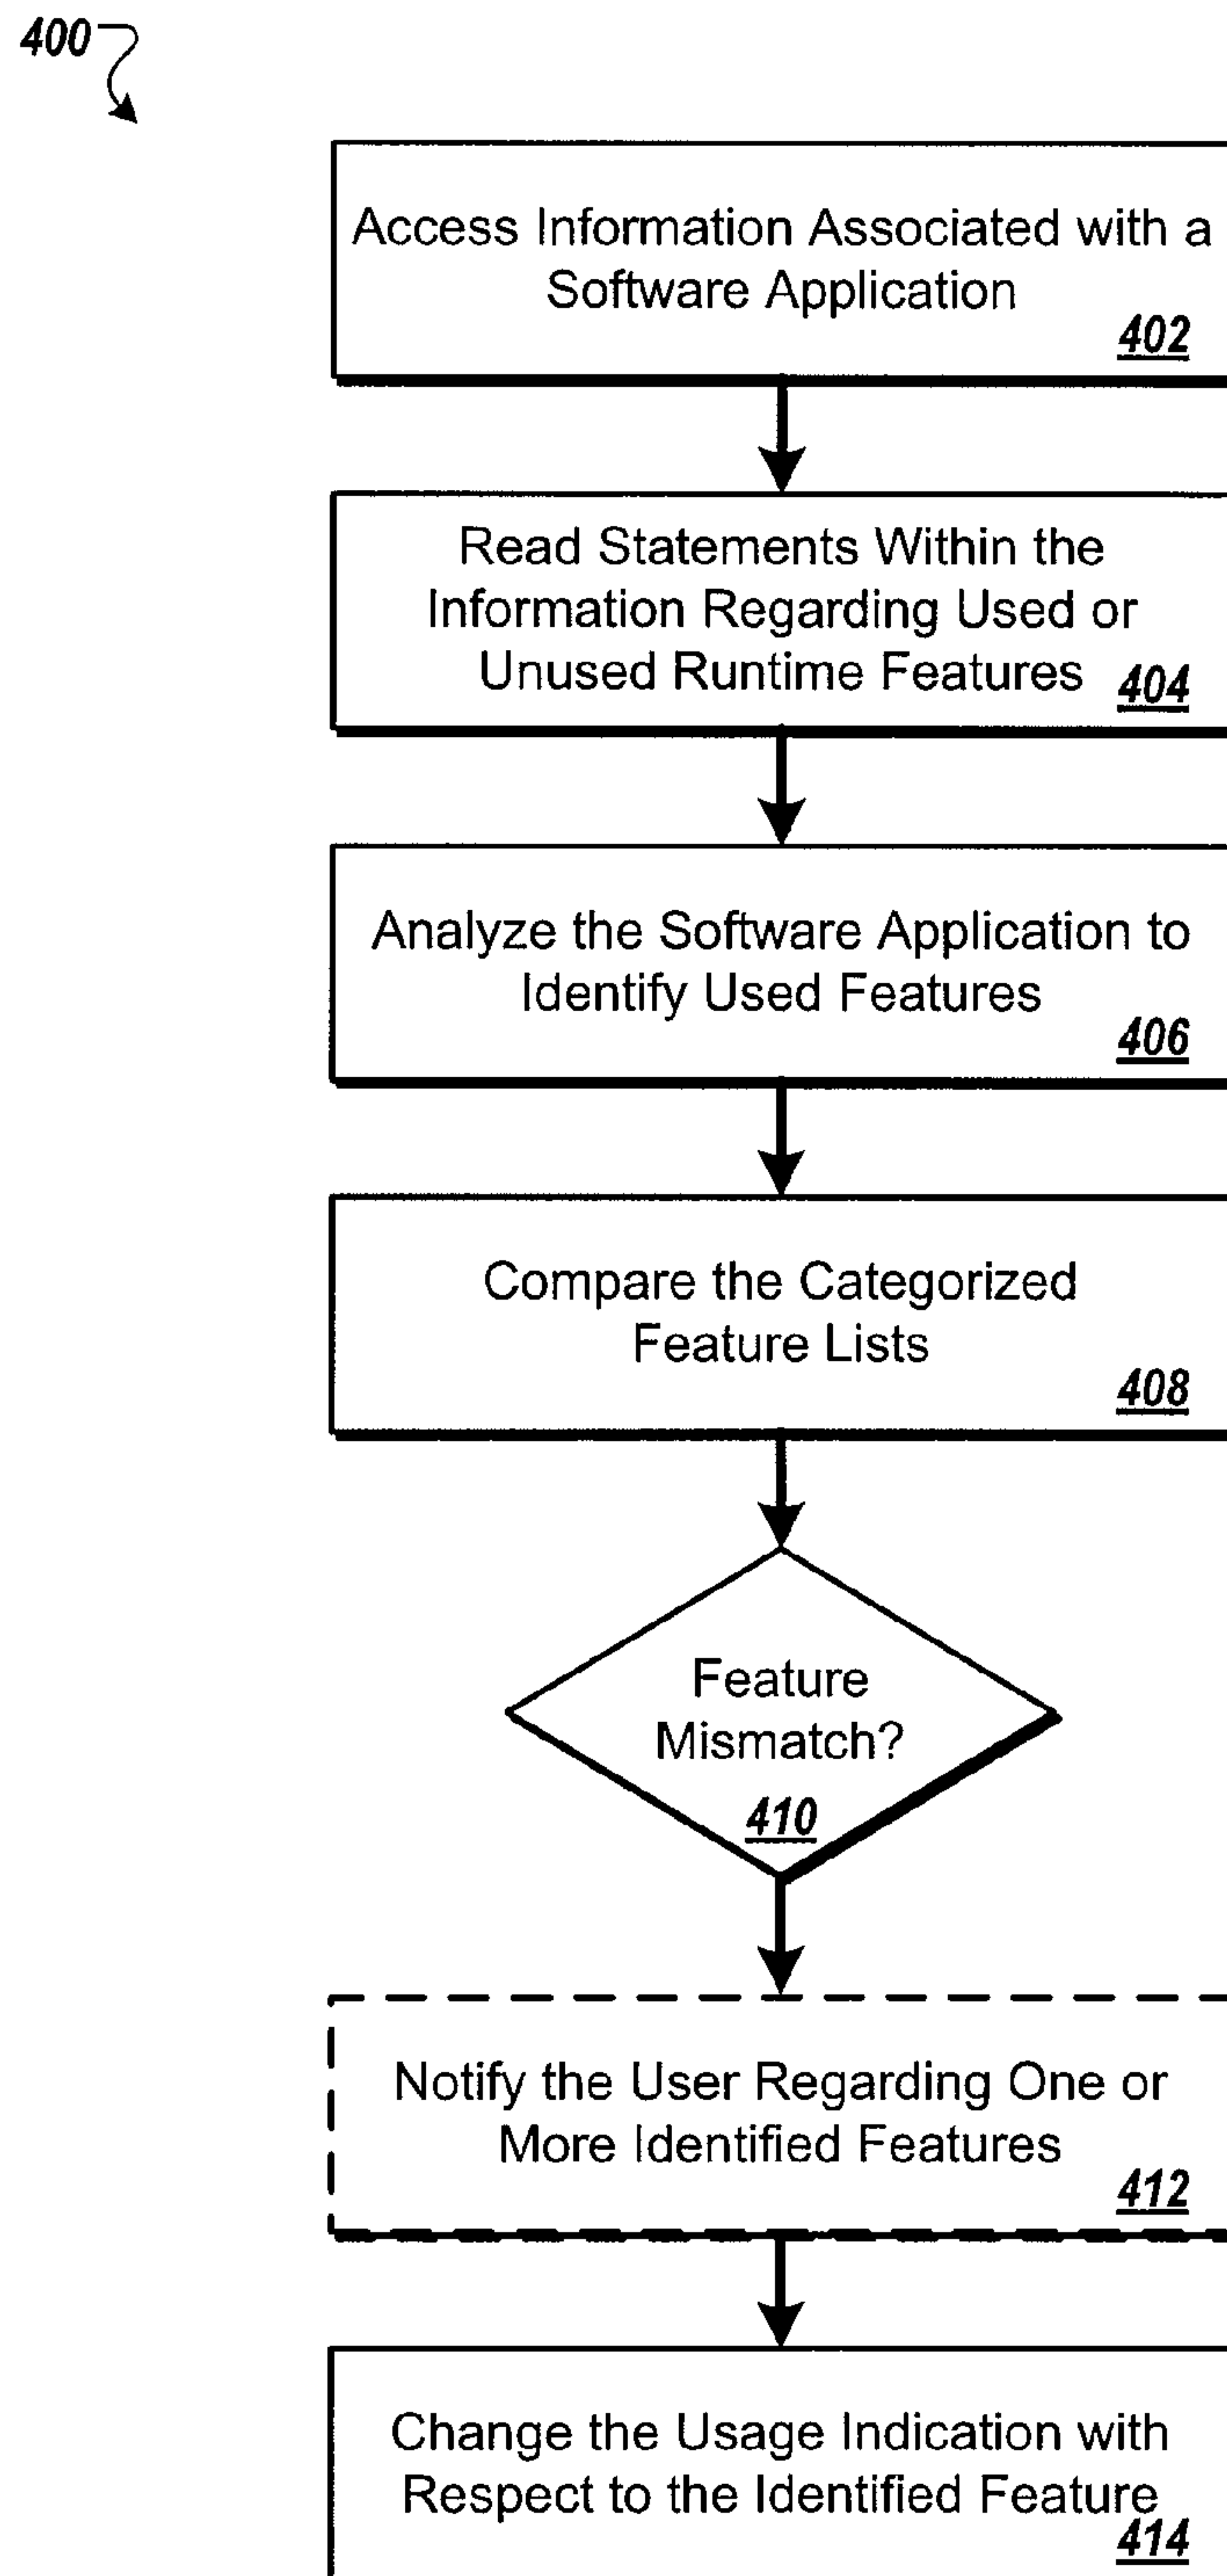 400
Access Information Associated with a
Software Application
402
Read Statements Within the
Information Regarding Used or
Unused Runtime Features
404
Analyze the Software Application to
Identify Used Features
406
Compare the Categorized
Feature Lists
408
Feature
Mismatch?
410
Notify the User Regarding One or
More Identified Features
412
Change the Usage Indication with
Respect to the Identified Feature
414